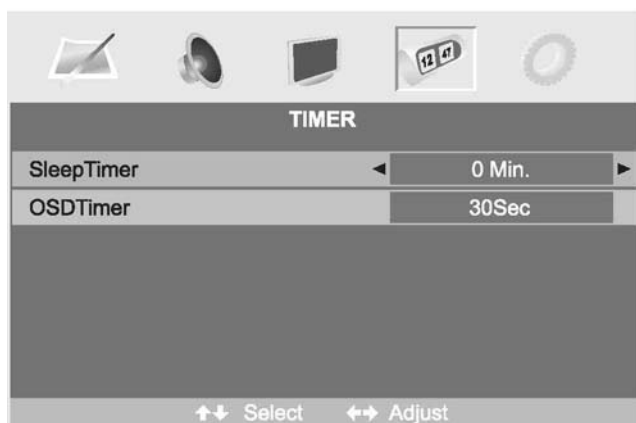 12 47
TIMER
SleepTimer 0 Min.
OSDTimer 30Sec
Select Adjust